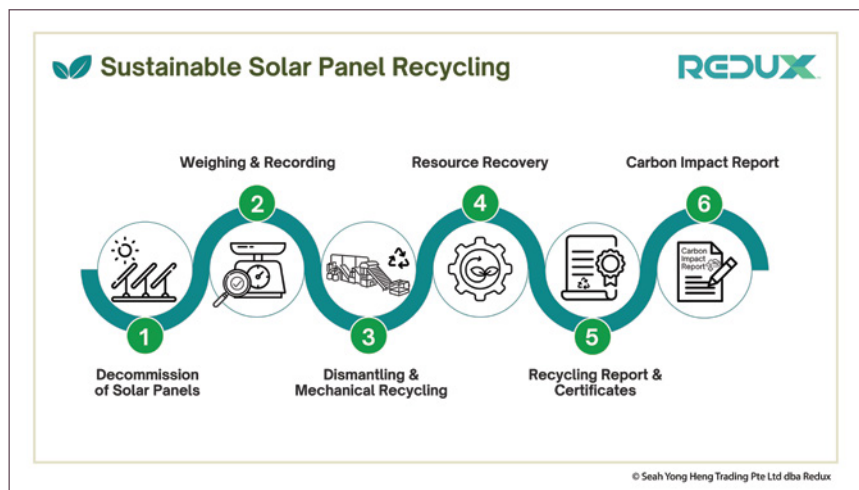 Sustainable Solar Panel Recycling
REDUX
Weighing & Recording
Resource Recovery
Carbon Impact Report
2
4
6
Carbon
Impact
Report
1
3
5
Decommission
of Solar Panels
Dismantling &
Mechanical Recycling
Recycling Report &
Certificates
© Seah Yong Heng Trading Pte Ltd dba Redux